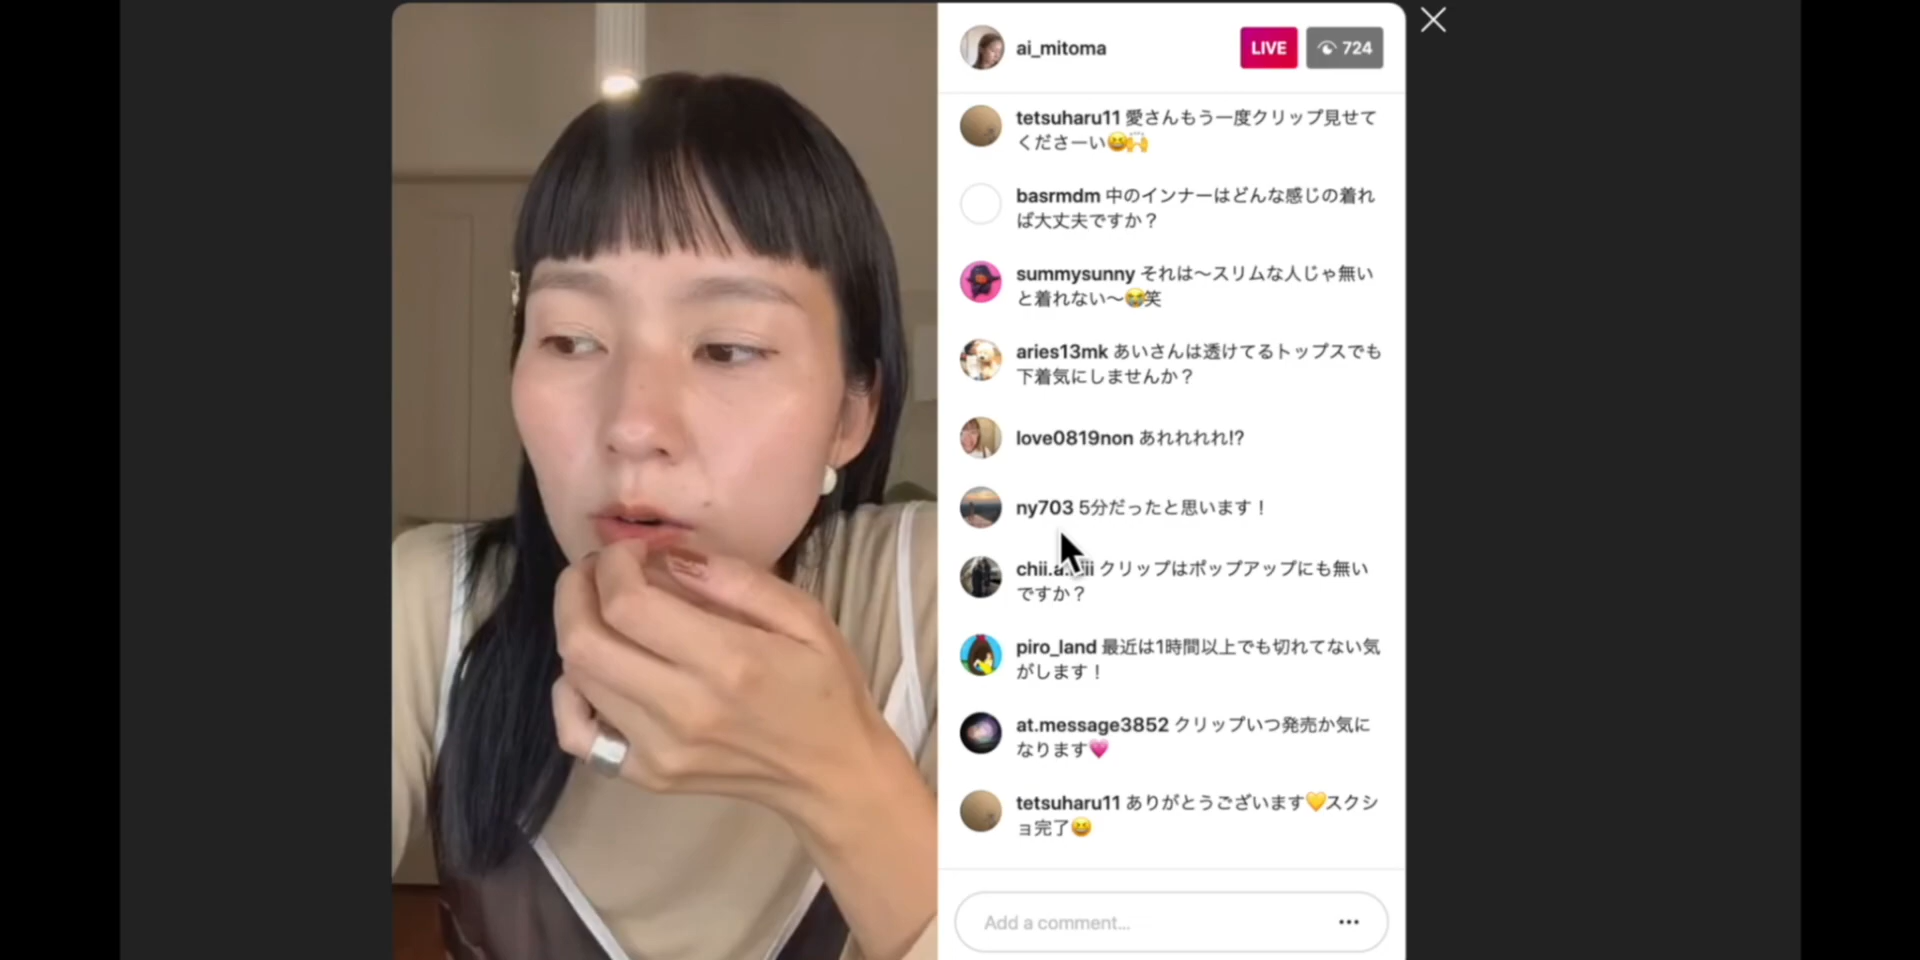 ai_mitoma
LIVE
724
tetsuharu11 愛さんもう一度クリップ見せて
くださーい😆🙌
basrmdm 中のインナーはどんな感じの着れ
ば大丈夫ですか？
summysunny それは〜スリムな人じゃ無い
と着れない〜😭笑
aries13mk あいさんは透けてるトップスでも
下着気にしませんか？
love0819non あれれれれ!?
ny703 5分だったと思います！
クリップはポップアップにも無い
ですか？
piro_land 最近は1時間以上でも切れてない気
がします！
at.message3852 クリップいつ発売か気に
なります💗
tetsuharu11 ありがとうございます💛スクシ
ョ完了😆
Add a comment...